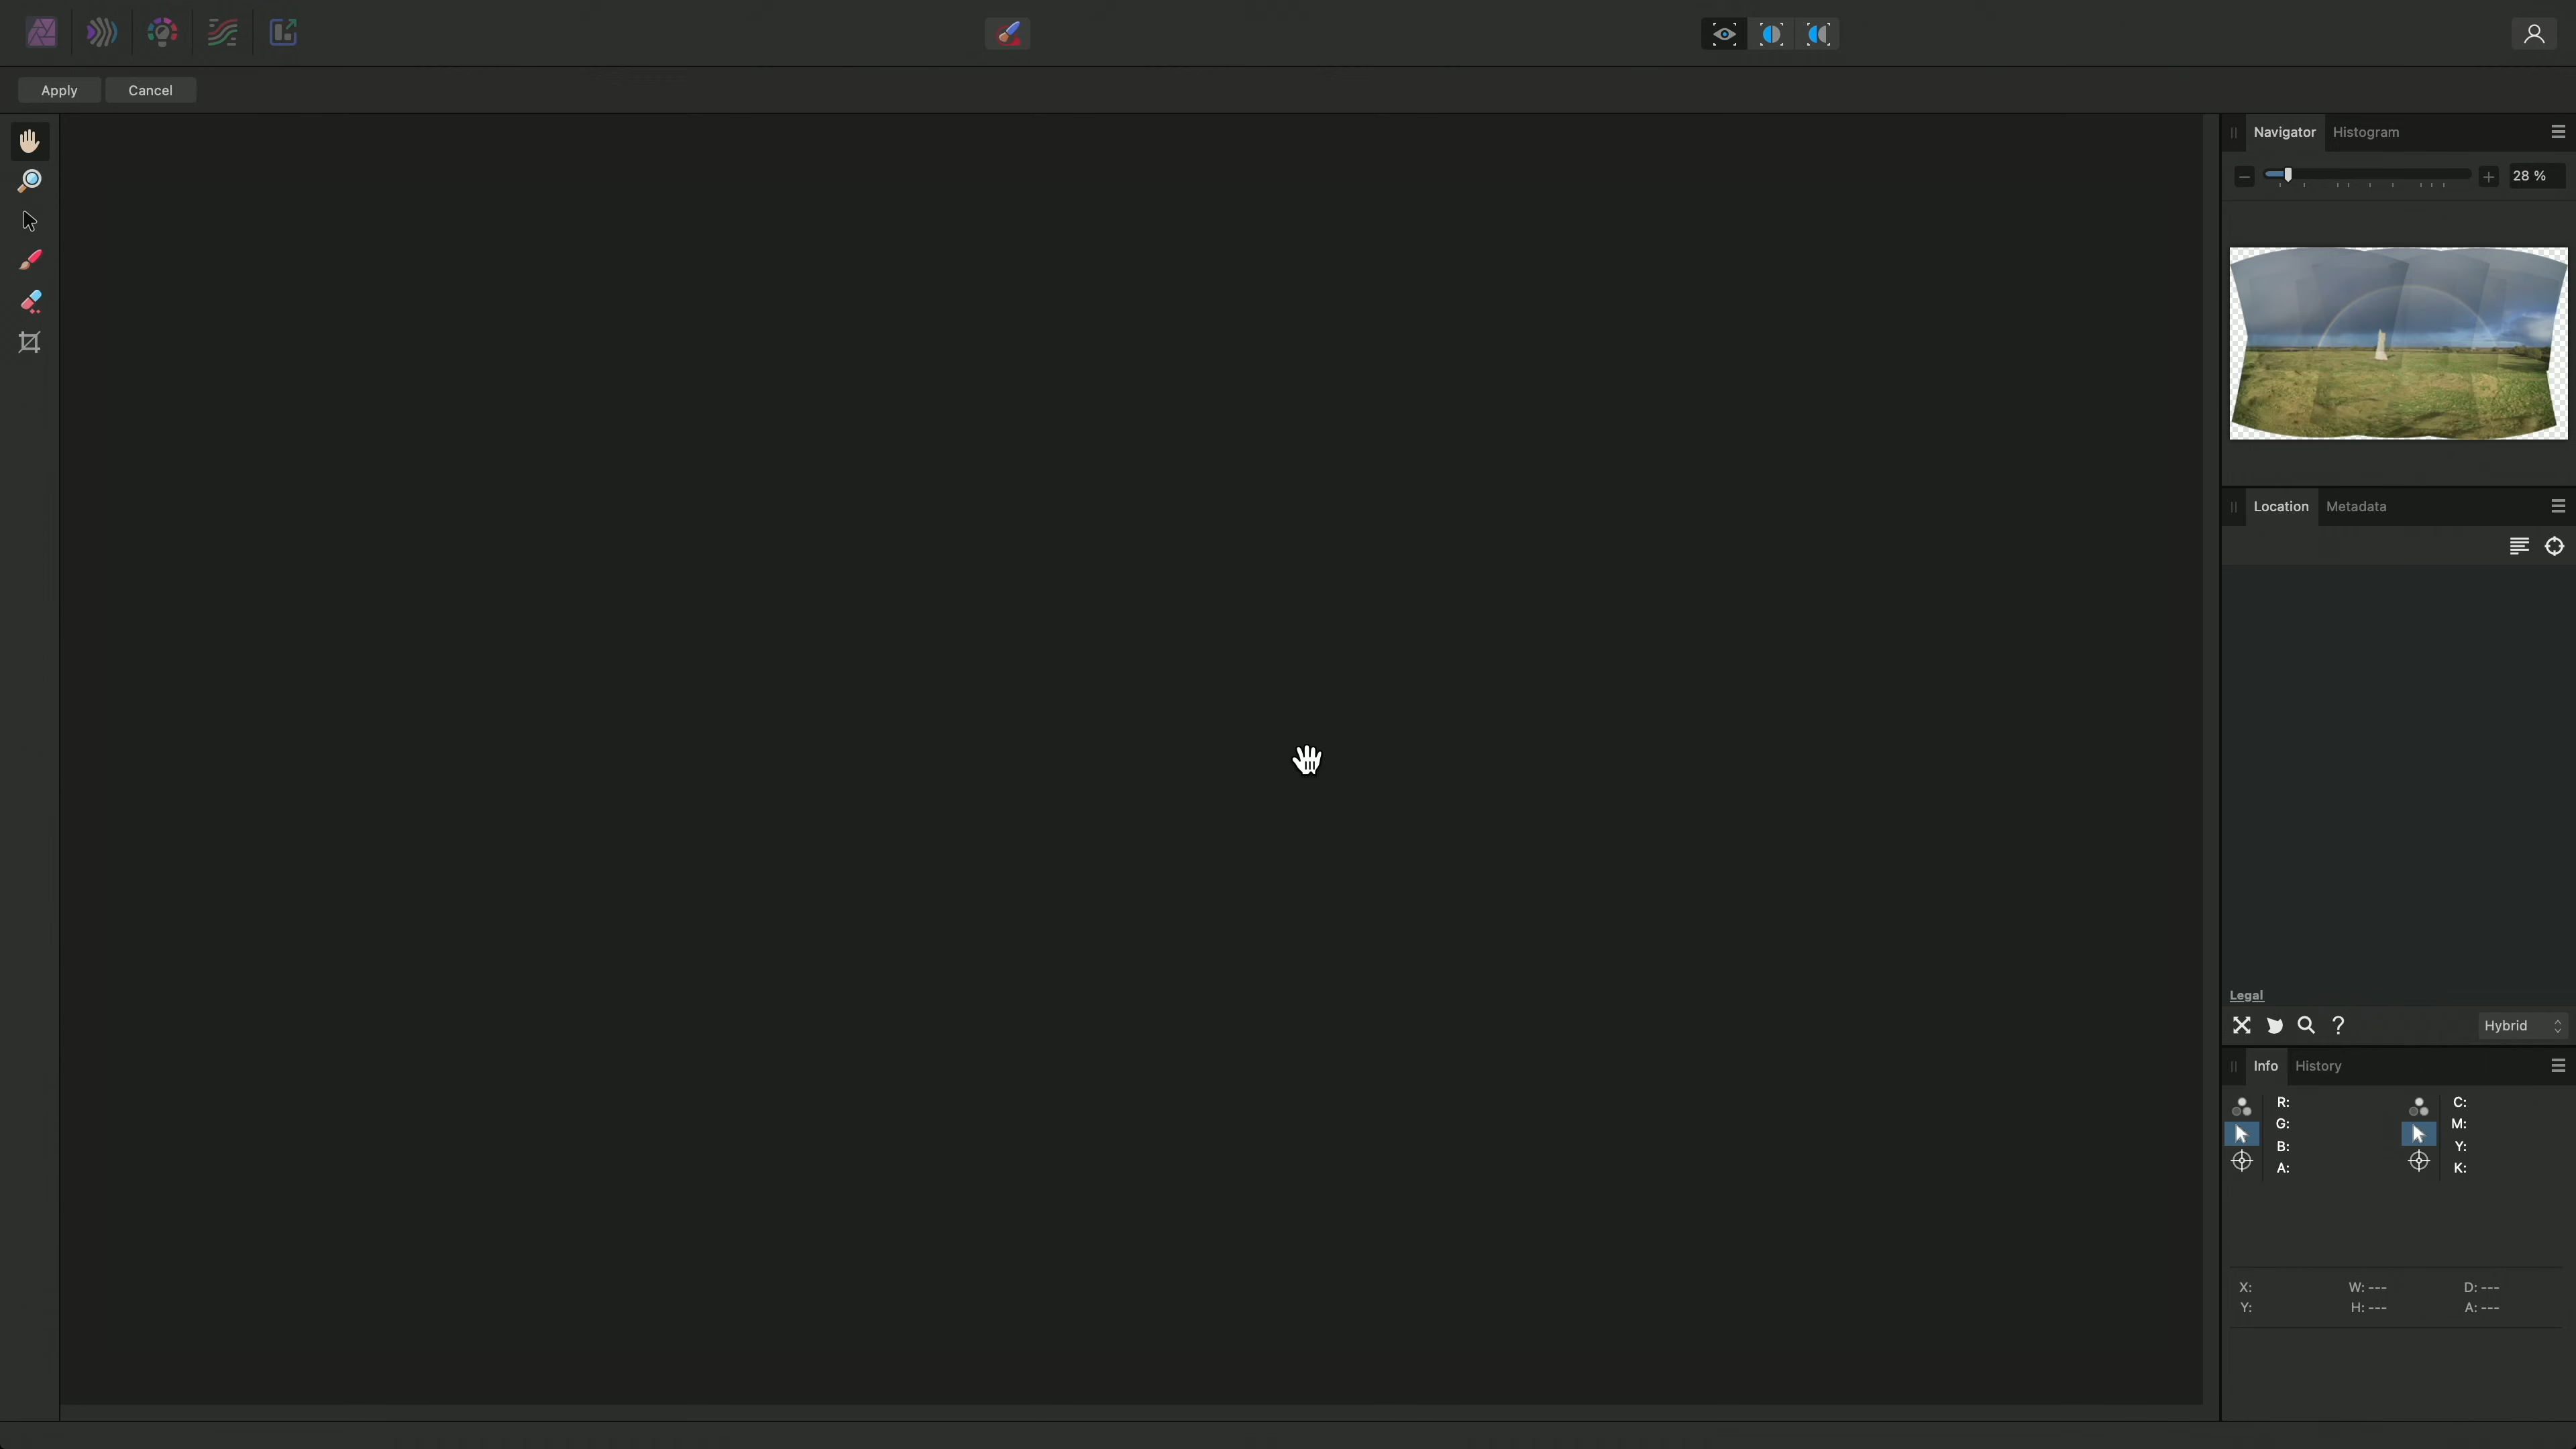 Apply Cancel
Navigator Histogram
28 %
Location Metadata
Legal
Hybrid
Info History
R: C:
G: M:
B: Y:
A: K:
X: W: --- D: ---
Y: H: --- A: ---